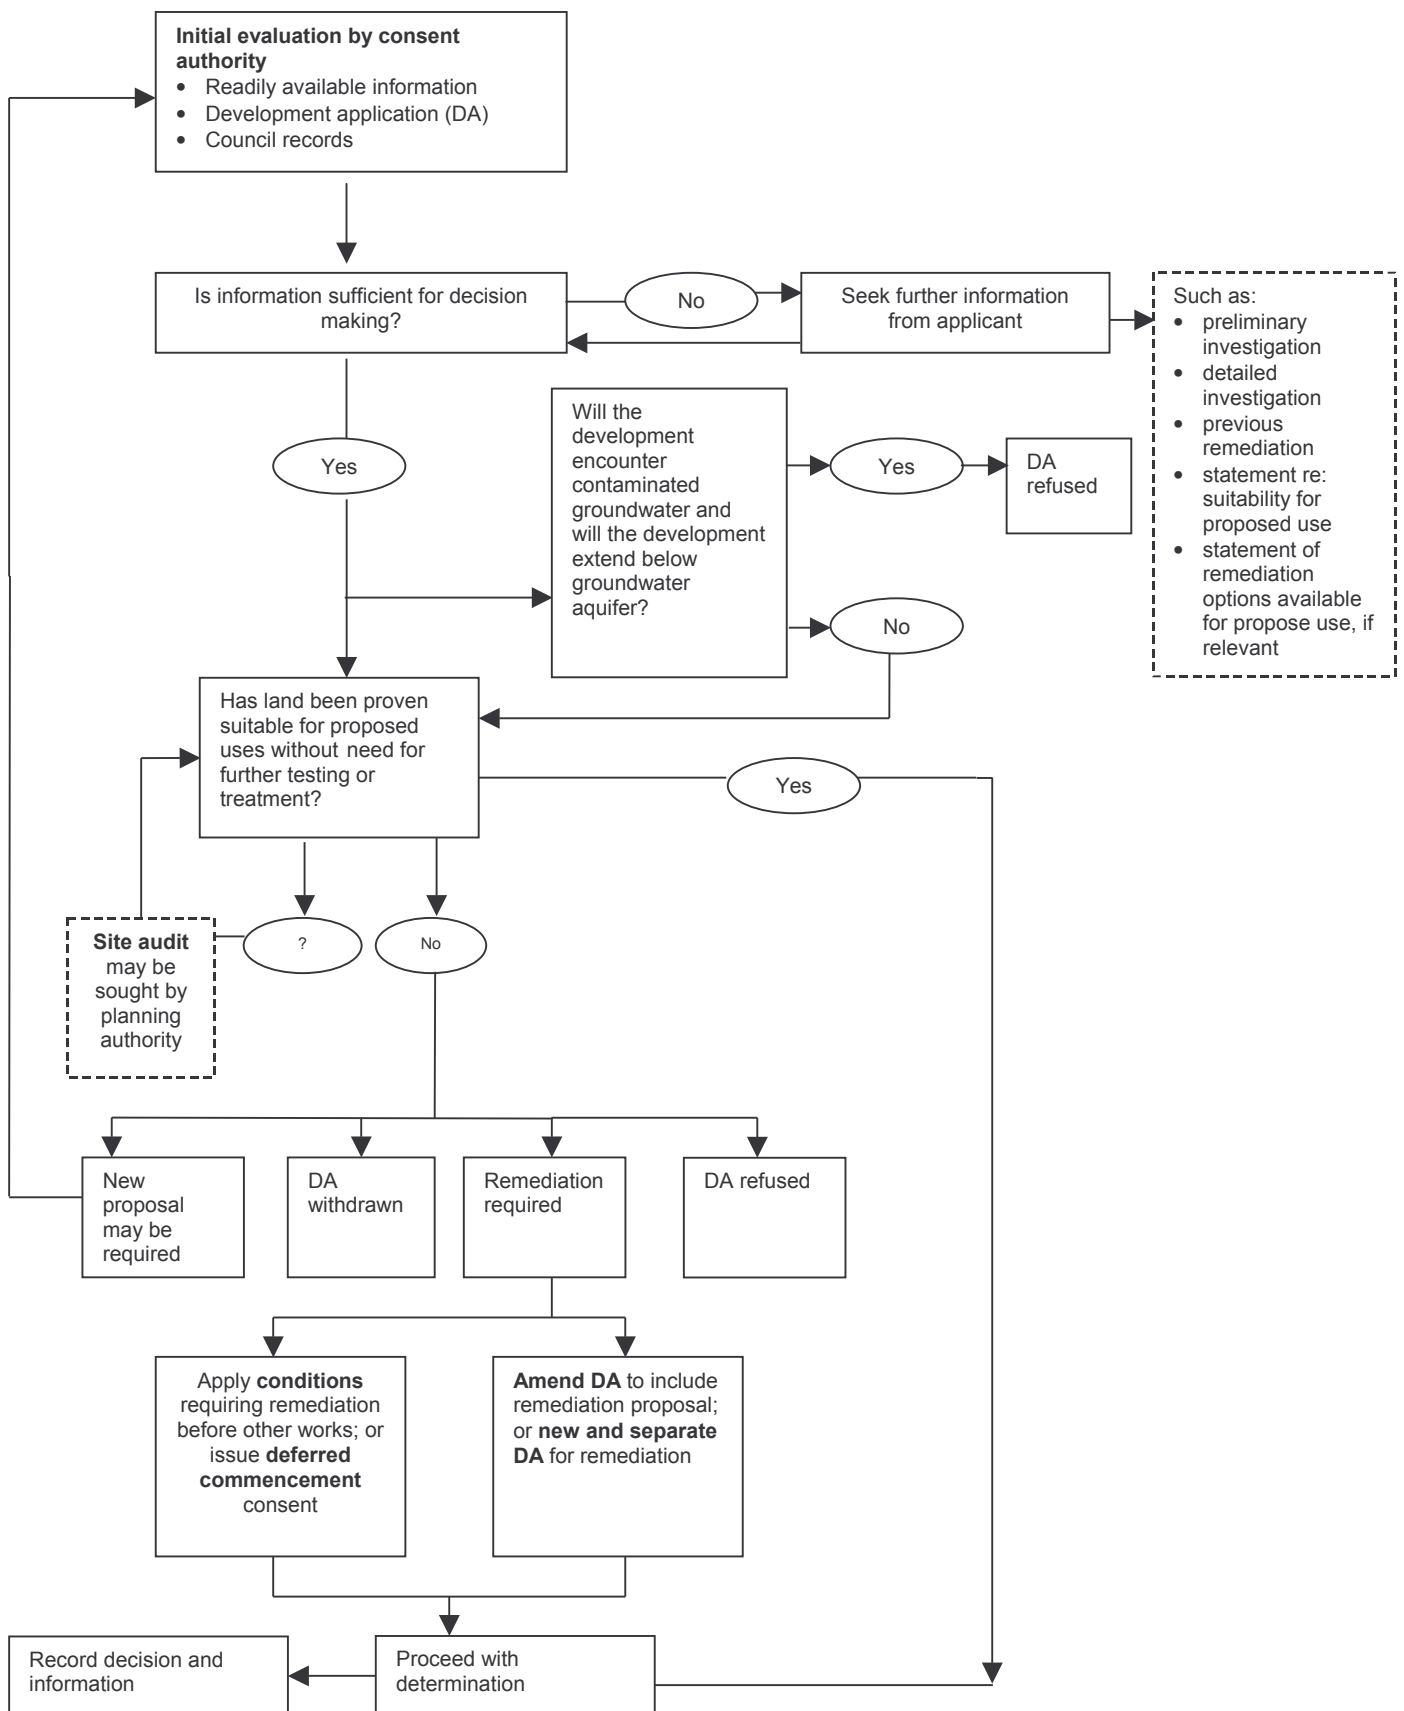 Initial evaluation by consent
authority
• Readily available information
• Development application (DA)
• Council records
Is information sufficient for decision
making?
No
Seek further information
from applicant
Such as:
• preliminary
investigation
• detailed
investigation
• previous
remediation
• statement re:
suitability for
proposed use
• statement of
remediation
options available
for propose use, if
relevant
Yes
Will the
development
encounter
contaminated
groundwater and
will the development
extend below
groundwater
aquifer?
Yes
DA
refused
No
Has land been proven
suitable for proposed
uses without need for
further testing or
treatment?
Yes
?
No
Site audit
may be
sought by
planning
authority
New
proposal
may be
required
DA
withdrawn
Remediation
required
DA refused
Apply conditions
requiring remediation
before other works; or
issue deferred
commencement
consent
Amend DA to include
remediation proposal;
or new and separate
DA for remediation
Record decision and
information
Proceed with
determination